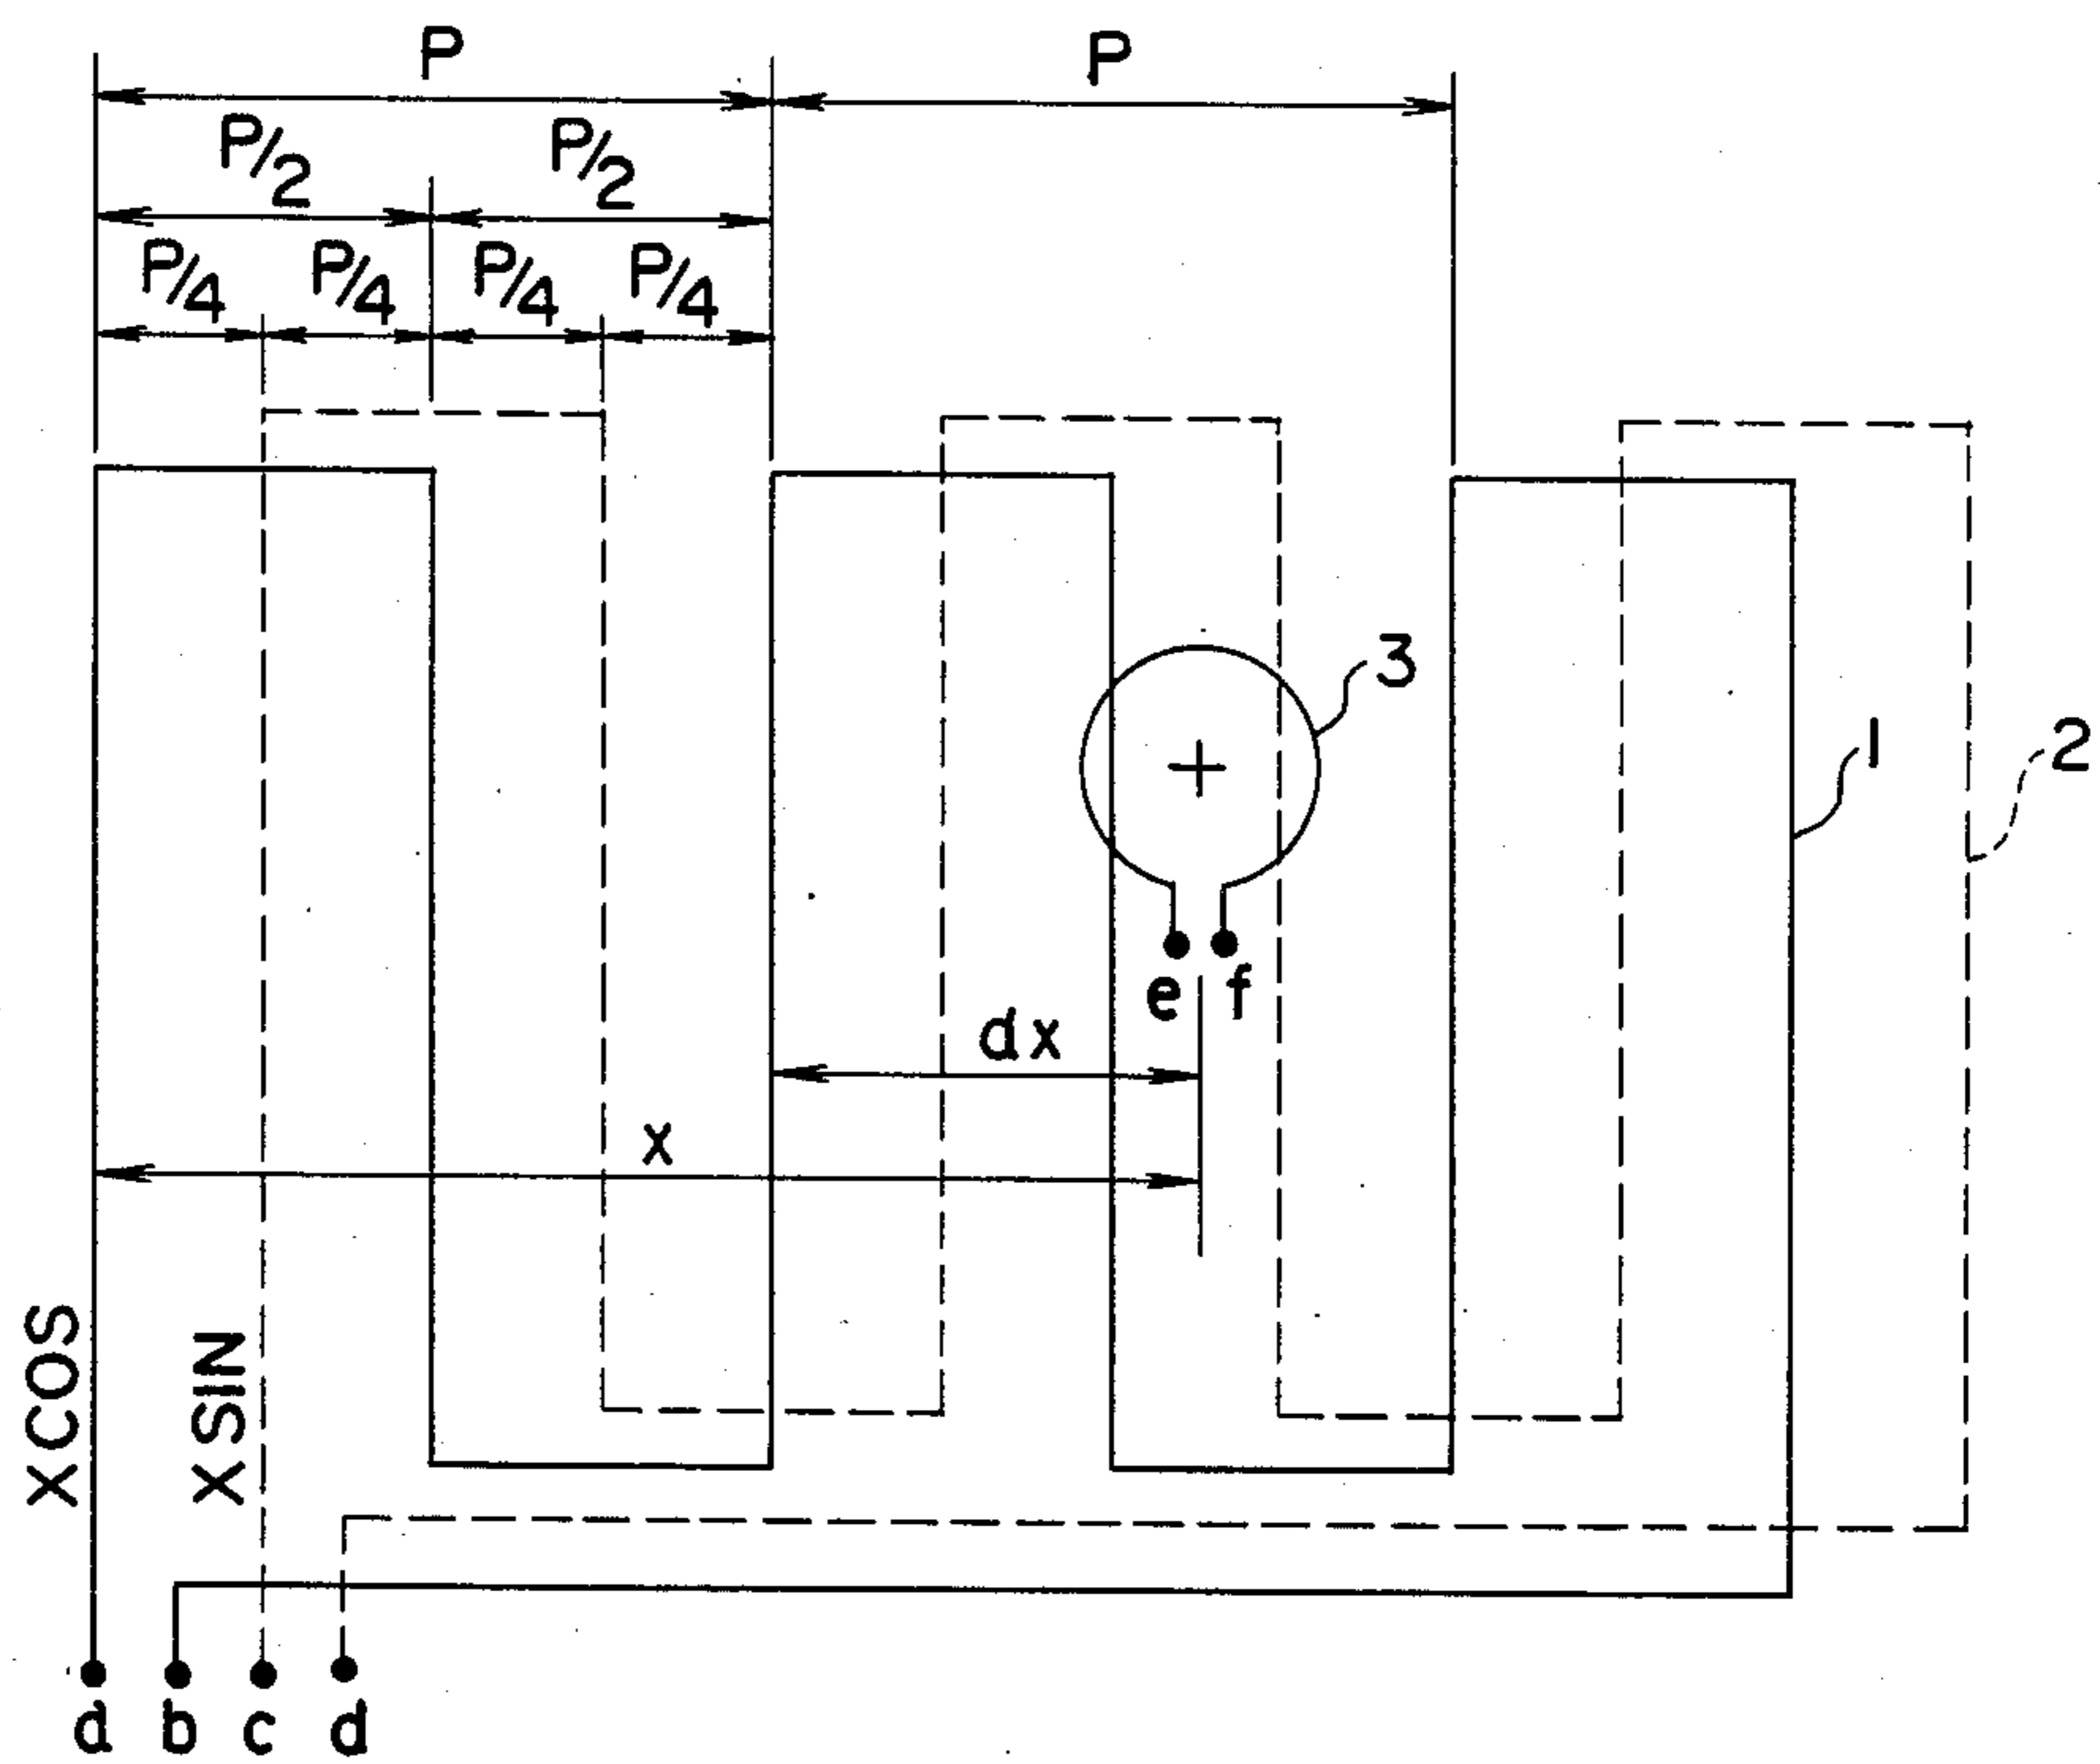 P P
P/2 P/2
P/4 P/4 P/4 P/4
3
1
2
e f
dx
x
XCOS
XSIN
a b c d